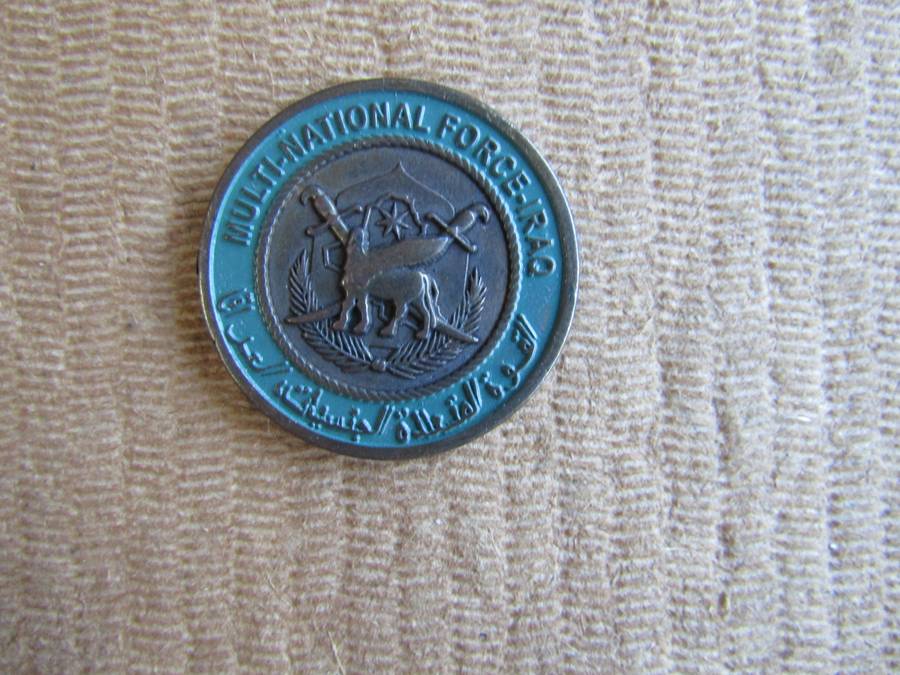 MULTI-NATIONAL FORCE-IRAQ
القوة المتعددة الجنسيات العراق